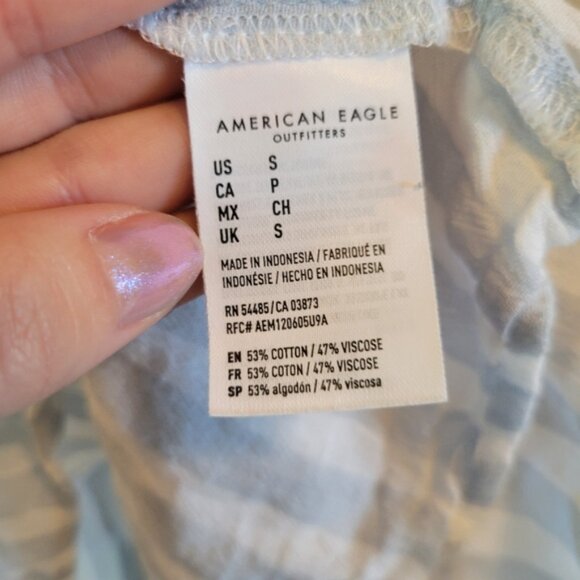 AMERICAN EAGLE
OUTFITTERS
US S
CA P
MX CH
UK S
MADE IN INDONESIA / FABRIQUÉ EN
INDONÉSIE / HECHO EN INDONESIA
RN 54485/CA 03873
RFC# AEM120605U9A
EN 53% COTTON / 47% VISCOSE
FR 53% COTON / 47% VISCOSE
SP 53% algodón / 47% viscosa